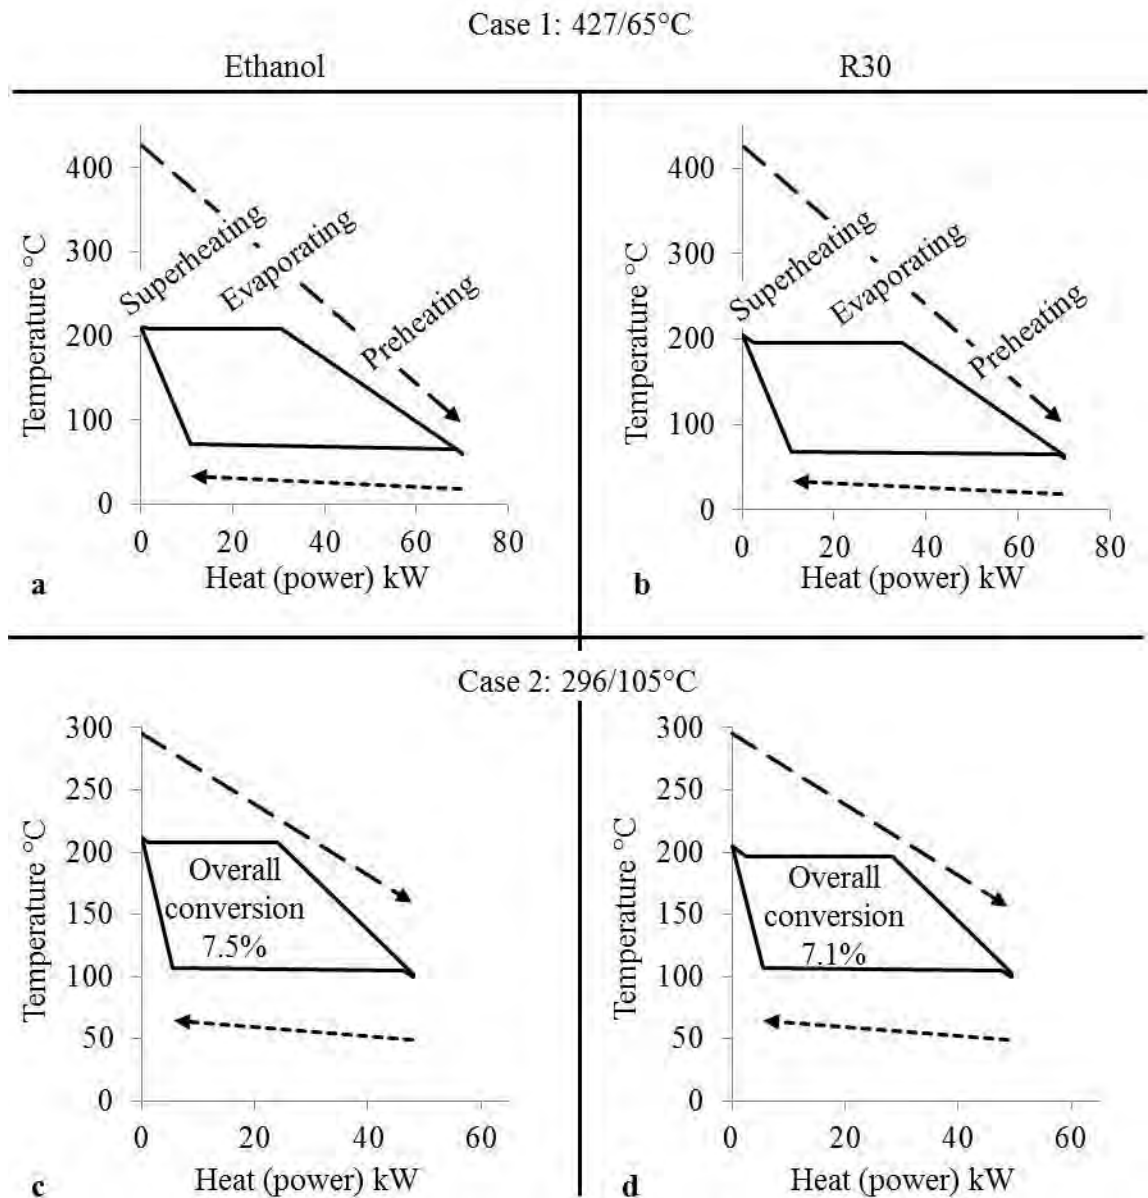 Case 1: 427/65°C
Ethanol
R30
Temperature °C
400
300
200
100
0
Superheating
Evaporating
Preheating
0 20 40 60 80
Heat (power) kW
a
Temperature °C
400
300
200
100
0
Superheating
Evaporating
Preheating
0 20 40 60 80
Heat (power) kW
b
Case 2: 296/105°C
Temperature °C
300
250
200
150
100
50
0
Overall
conversion
7.5%
0 20 40 60
Heat (power) kW
c
Temperature °C
300
250
200
150
100
50
0
Overall
conversion
7.1%
0 20 40 60
Heat (power) kW
d